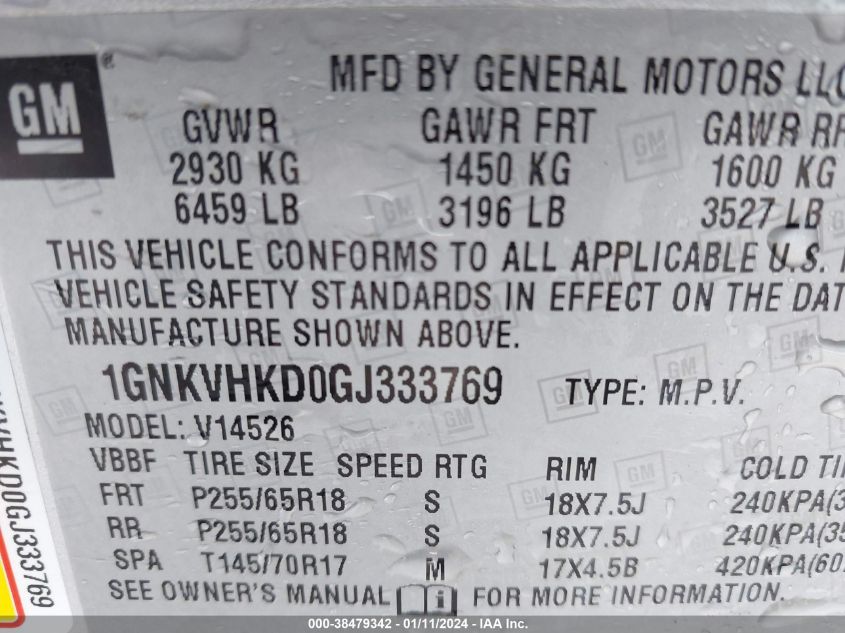 GM ®
MFD BY GENERAL MOTORS LLC
GVWR GAWR FRT GAWR RR
2930 KG 1450 KG 1600 KG
6459 LB 3196 LB 3527 LB
THIS VEHICLE CONFORMS TO ALL APPLICABLE U.S.
VEHICLE SAFETY STANDARDS IN EFFECT ON THE DAT
MANUFACTURE SHOWN ABOVE.
1GNKVHKD0GJ333769 TYPE: M.P.V.
MODEL: V14526
VBBF TIRE SIZE SPEED RTG RIM COLD TI
FRT P255/65R18 S 18X7.5J 240KPA(3
RR P255/65R18 S 18X7.5J 240KPA(35
SPA T145/70R17 M 17X4.5B 420KPA(60
SEE OWNER'S MANUAL i FOR MORE INFORMATION.
KVHKD0GJ333769
000-38479342 - 01/11/2024 - IAA Inc.